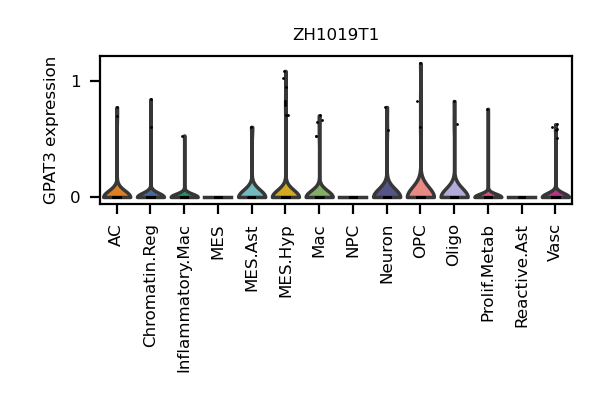 ZH1019T1
GPAT3 expression
1
0
AC
Chromatin.Reg
Inflammatory.Mac
MES
MES.Ast
MES.Hyp
Mac
NPC
Neuron
OPC
Oligo
Prolif.Metab
Reactive.Ast
Vasc